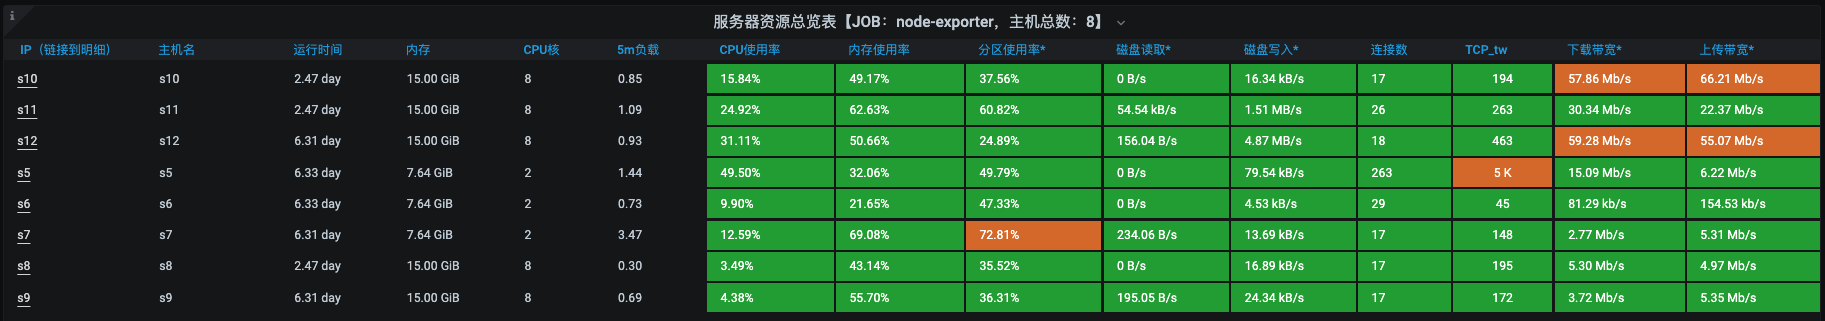 服务器资源总览表【JOB：node-exporter，主机总数：8】
IP（链接到明细） 主机名 运行时间 内存 CPU核 5m负载 CPU使用率 内存使用率 分区使用率* 磁盘读取* 磁盘写入* 连接数 TCP_tw 下载带宽* 上传带宽*
s10 s10 2.47 day 15.00 GiB 8 0.85 15.84% 49.17% 37.56% 0 B/s 16.34 kB/s 17 194 57.86 Mb/s 66.21 Mb/s
s11 s11 2.47 day 15.00 GiB 8 1.09 24.92% 62.63% 60.82% 54.54 kB/s 1.51 MB/s 26 263 30.34 Mb/s 22.37 Mb/s
s12 s12 6.31 day 15.00 GiB 8 0.93 31.11% 50.66% 24.89% 156.04 B/s 4.87 MB/s 18 463 59.28 Mb/s 55.07 Mb/s
s5 s5 6.33 day 7.64 GiB 2 1.44 49.50% 32.06% 49.79% 0 B/s 79.54 kB/s 263 5 K 15.09 Mb/s 6.22 Mb/s
s6 s6 6.33 day 7.64 GiB 2 0.73 9.90% 21.65% 47.33% 0 B/s 4.53 kB/s 29 45 81.29 kb/s 154.53 kb/s
s7 s7 6.31 day 7.64 GiB 2 3.47 12.59% 69.08% 72.81% 234.06 B/s 13.69 kB/s 17 148 2.77 Mb/s 5.31 Mb/s
s8 s8 2.47 day 15.00 GiB 8 0.30 3.49% 43.14% 35.52% 0 B/s 16.89 kB/s 17 195 5.30 Mb/s 4.97 Mb/s
s9 s9 6.31 day 15.00 GiB 8 0.69 4.38% 55.70% 36.31% 195.05 B/s 24.34 kB/s 17 172 3.72 Mb/s 5.35 Mb/s